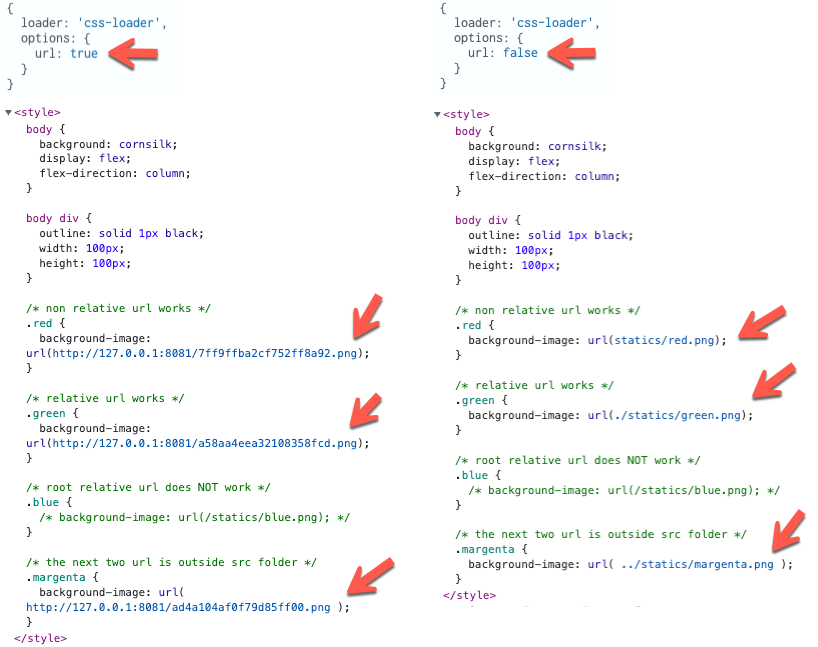 {
  loader: 'css-loader',
  options: {
    url: true
  }
}
▼<style>
body {
  background: cornsilk;
  display: flex;
  flex-direction: column;
}
body div {
  outline: solid 1px black;
  width: 100px;
  height: 100px;
}
/* non relative url works */
.red {
  background-image:
url(http://127.0.0.1:8081/7ff9ffba2cf752ff8a92.png);
}
/* relative url works */
.green {
  background-image:
url(http://127.0.0.1:8081/a58aa4eea32108358fcd.png);
}
/* root relative url does NOT work */
.blue {
  /* background-image: url(/statics/blue.png); */
}
/* the next two url is outside src folder */
.margenta {
  background-image: url(
http://127.0.0.1:8081/ad4a104af0f79d85ff00.png );
}
</style>
{
  loader: 'css-loader',
  options: {
    url: false
  }
}
▼<style>
body {
  background: cornsilk;
  display: flex;
  flex-direction: column;
}
body div {
  outline: solid 1px black;
  width: 100px;
  height: 100px;
}
/* non relative url works */
.red {
  background-image: url(statics/red.png);
}
/* relative url works */
.green {
  background-image: url(./statics/green.png);
}
/* root relative url does NOT work */
.blue {
  /* background-image: url(/statics/blue.png); */
}
/* the next two url is outside src folder */
.margenta {
  background-image: url( ../statics/margenta.png );
}
</style>